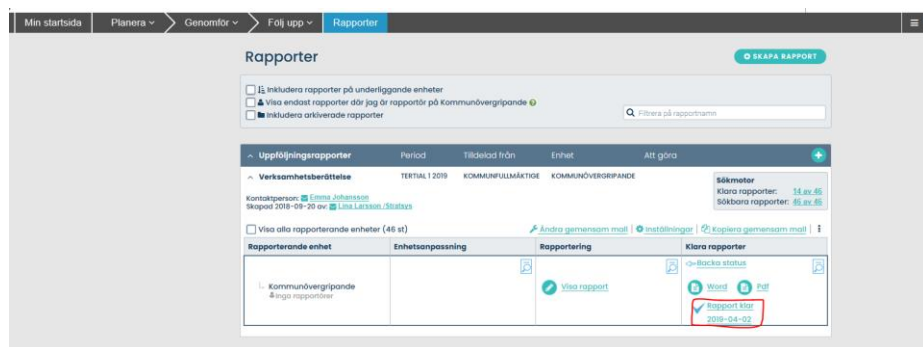 Min startsida Planera Genomför Följ upp Rapporter
Rapporter
SKAPA RAPPORT
Inkludera rapporter på underliggande enheter
Visa endast rapporter där jag är rapportör på Kommunövergripande
Inkludera arkiverade rapporter
Filtrera på rapportnamn
Uppföljningsrapporter Period Tilldelad från Enhet Att göra
Verksamhetsberättelse TERTIAL 1 2019 KOMMUNFULLMÄKTIGE KOMMUNÖVERGRIPANDE
Sökmotor
Klara rapporter: 14 av 46
Sökbara rapporter: 46 av 46
Kontaktperson: Emma Johansson
Skapad 2018-09-20 av: Lina Larsson /Stratsys
Visa alla rapporterande enheter (46 st)
Ändra gemensam mall | Inställningar | Kopiera gemensam mall |
Rapporterande enhet Enhetsanpassning Rapportering Klara rapporter
Backa status
Kommunövergripande
Inga rapportörer
Visa rapport
Word Pdf
Rapport klar
2019-04-02